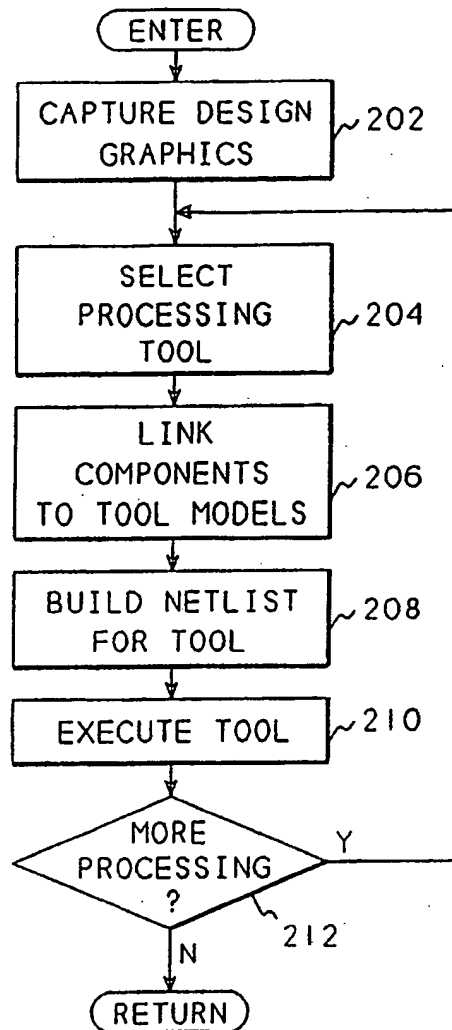 ENTER
CAPTURE DESIGN
GRAPHICS
202
SELECT
PROCESSING
TOOL
204
LINK
COMPONENTS
TO TOOL MODELS
206
BUILD NETLIST
FOR TOOL
208
EXECUTE TOOL
210
MORE
PROCESSING
?
Y
212
N
RETURN